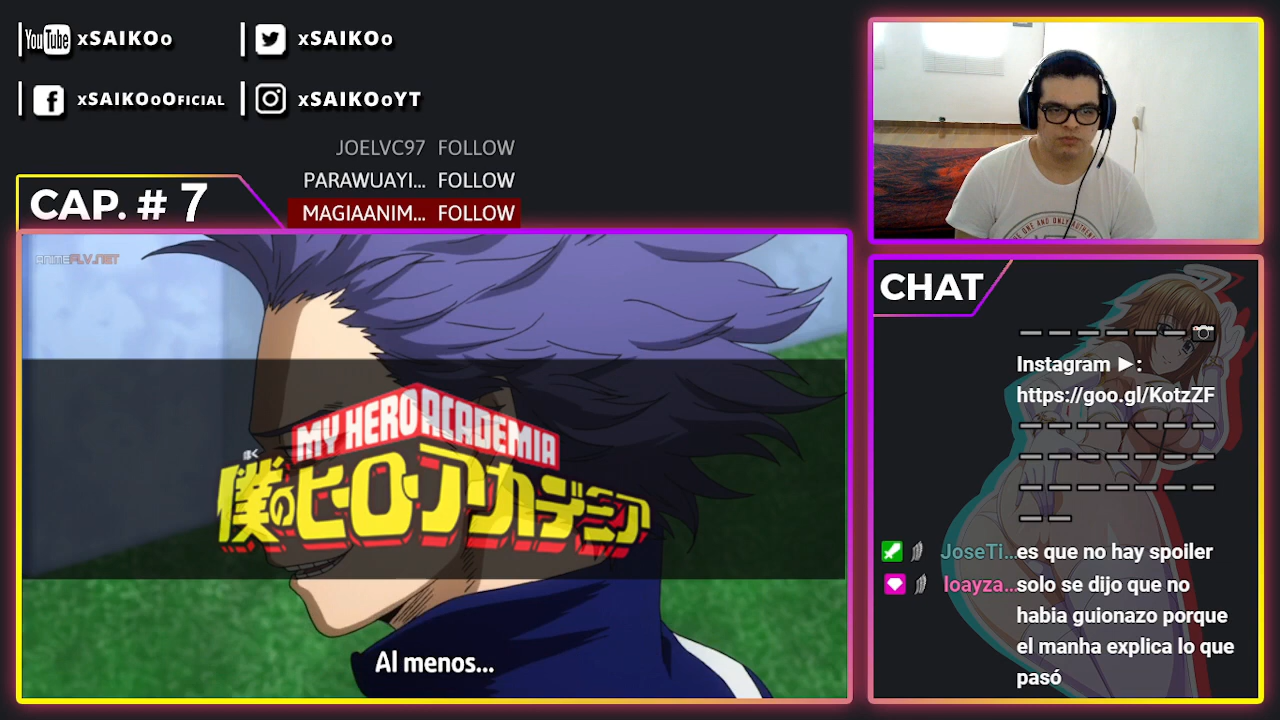 YouTube xSAIKOo
xSAIKOo
xSAIKOoOficial
xSAIKOoYT
JOELVC97 FOLLOW
PARAWUAYI... FOLLOW
MAGIAANIM... FOLLOW
CAP. # 7
ANIMEFLV.NET
MY HERO ACADEMIA
ぼく
僕のヒーローアカデミア
Al menos...
CHAT
Instagram ►:
https://goo.gl/KotzZF
JoseTi...es que no hay spoiler
loayza...solo se dijo que no
habia guionazo porque
el manha explica lo que
pasó